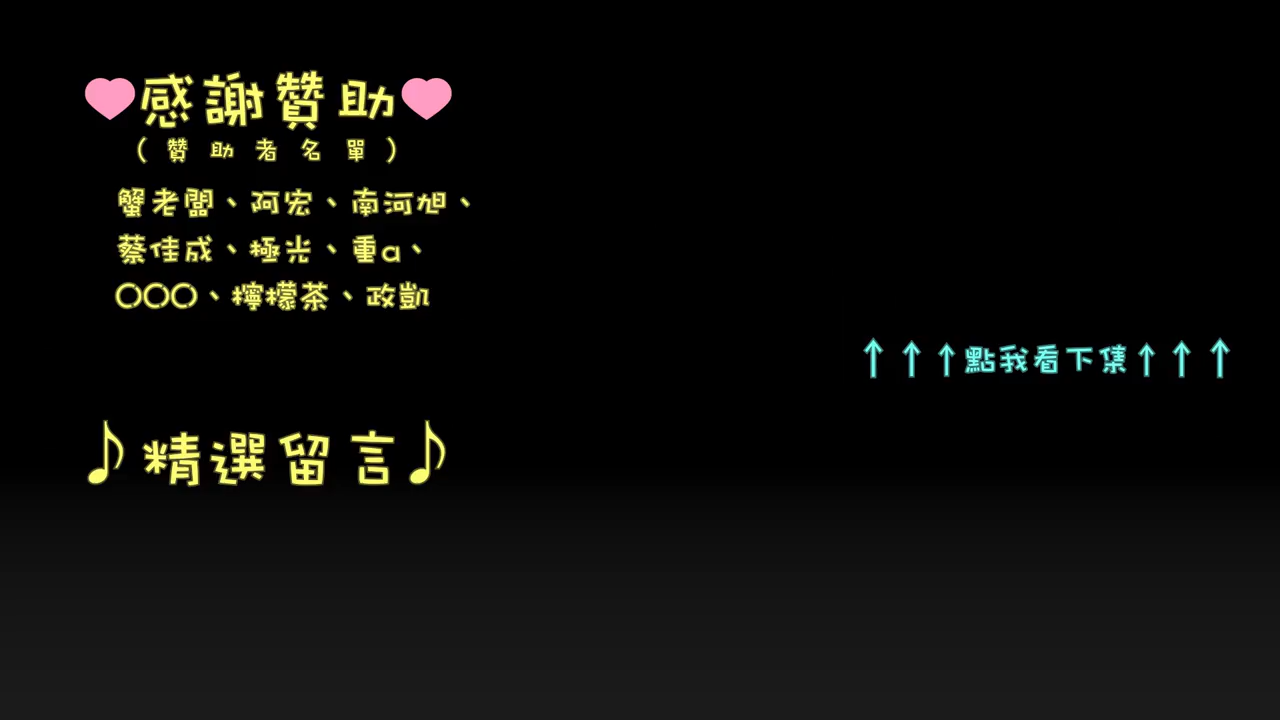 感謝贊助
(贊助者名單)
蟹老闆、阿宏、南河旭、
蔡佳成、極光、重a、
〇〇〇、檸檬茶、政凱
↑↑↑點我看下集↑↑↑
♪精選留言♪